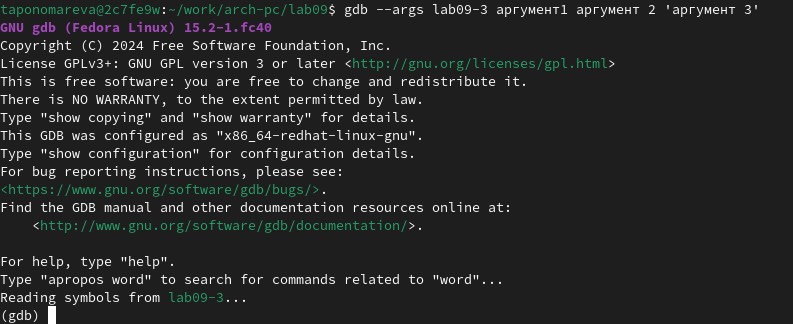 taponomareva@2c7fe9w:~/work/arch-pc/lab09$ gdb --args lab09-3 аргумент1 аргумент 2 'аргумент 3'
GNU gdb (Fedora Linux) 15.2-1.fc40
Copyright (C) 2024 Free Software Foundation, Inc.
License GPLv3+: GNU GPL version 3 or later <http://gnu.org/licenses/gpl.html>
This is free software: you are free to change and redistribute it.
There is NO WARRANTY, to the extent permitted by law.
Type "show copying" and "show warranty" for details.
This GDB was configured as "x86_64-redhat-linux-gnu".
Type "show configuration" for configuration details.
For bug reporting instructions, please see:
<https://www.gnu.org/software/gdb/bugs/>.
Find the GDB manual and other documentation resources online at:
    <http://www.gnu.org/software/gdb/documentation/>.

For help, type "help".
Type "apropos word" to search for commands related to "word"...
Reading symbols from lab09-3...
(gdb)